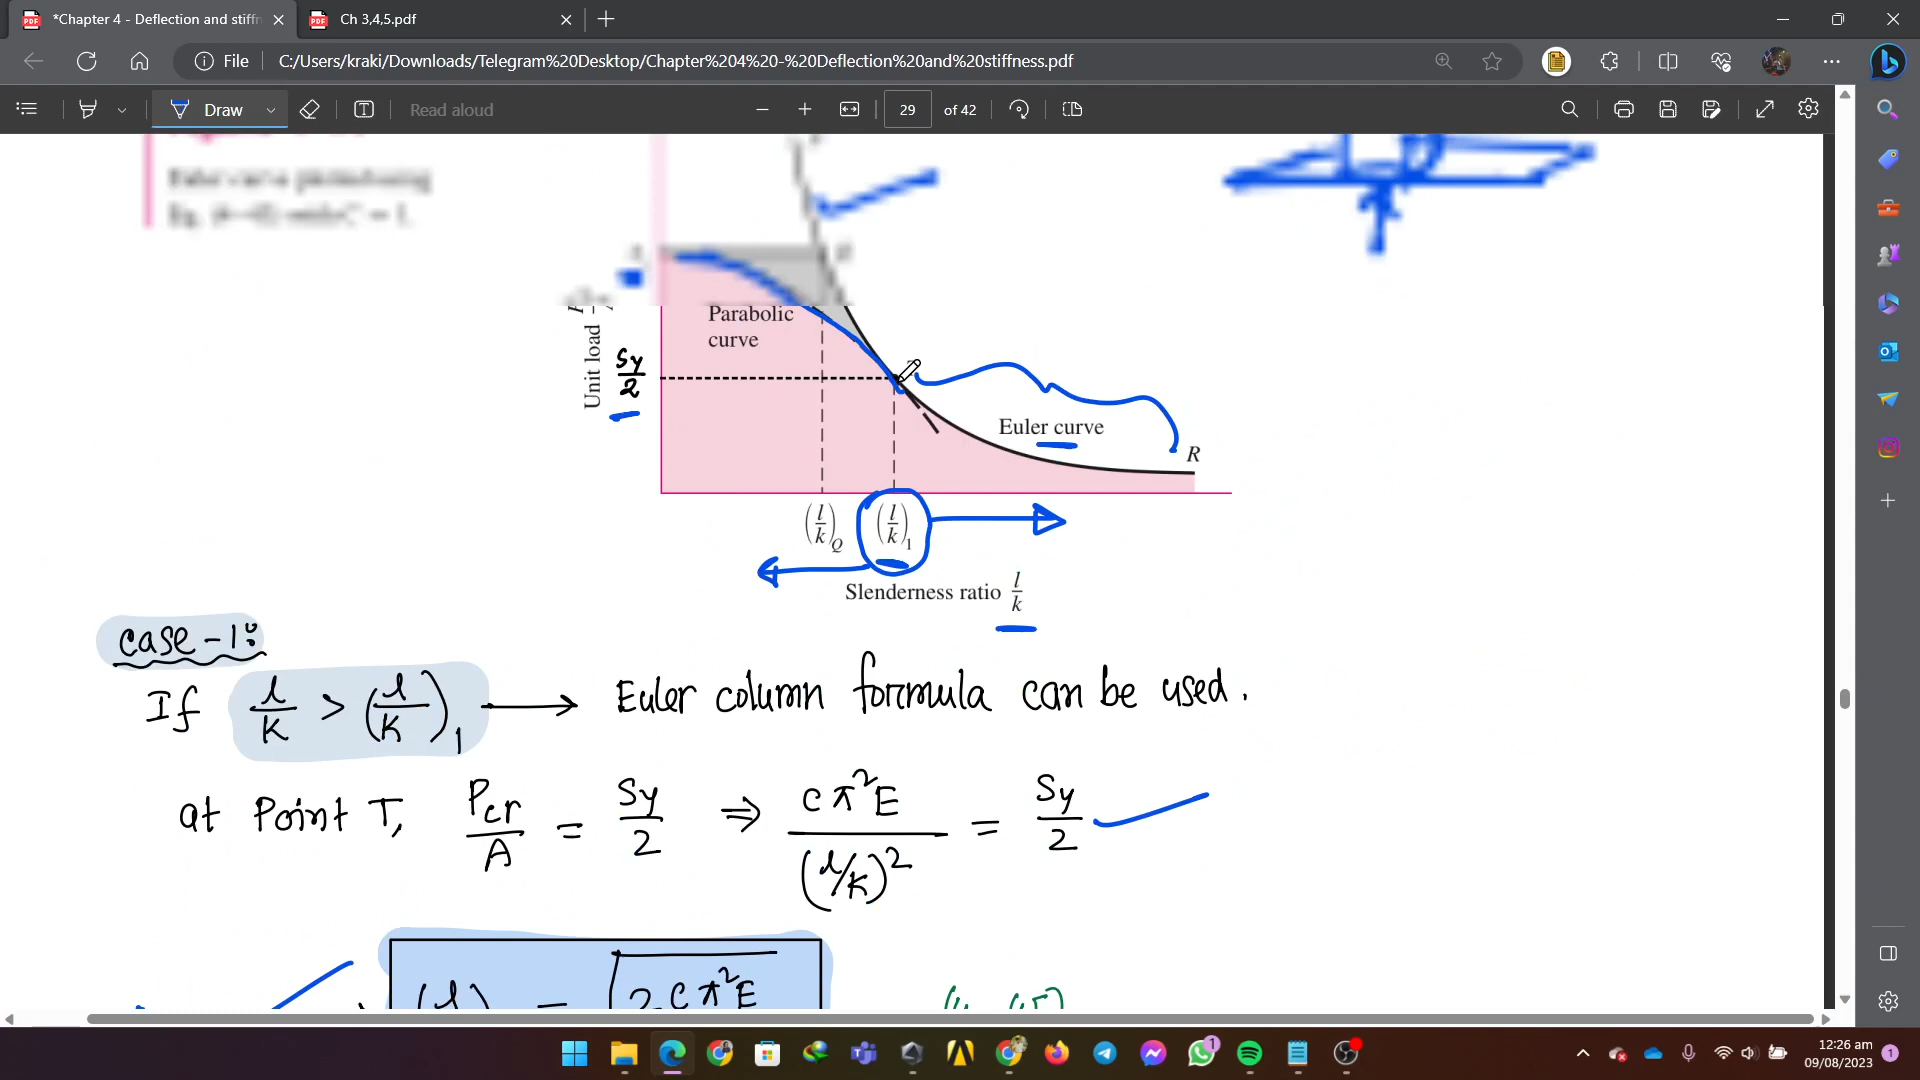 *Chapter 4 - Deflection and stiffn
Ch 3,4,5.pdf
File
C:/Users/kraki/Downloads/Telegram%20Desktop/Chapter%204%20-%20Deflection%20and%20stiffness.pdf
Draw
Read aloud
29 of 42
Parabolic
curve
Unit load
Sy/2
Euler curve
R
(l/k)Q (l/k)1
Slenderness ratio l/k
case-1:
If l/k > (l/k)1 → Euler column formula can be used.
at Point T, Pcr/A = Sy/2 ⇒ Cπ²E/(l/k)² = Sy/2
12:26 am
09/08/2023
1
1